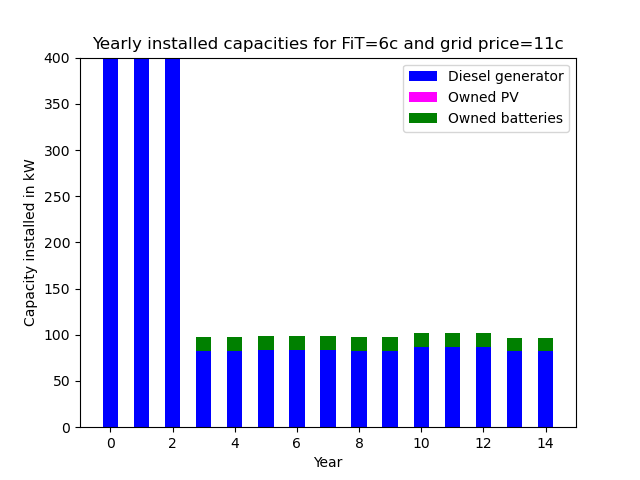 Yearly installed capacities for FiT=6c and grid price=11c
Diesel generator
Owned PV
Owned batteries
Capacity installed in kW
400
350
300
250
200
150
100
50
0
0 2 4 6 8 10 12 14
Year